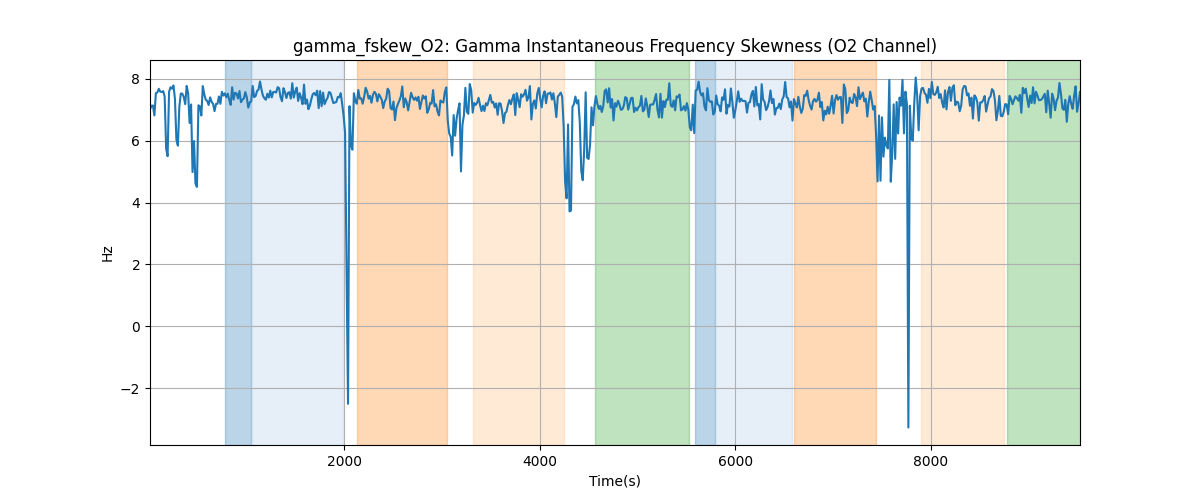 gamma_fskew_O2: Gamma Instantaneous Frequency Skewness (O2 Channel)
8
6
4
2
0
−2
Hz
2000 4000 6000 8000
Time(s)